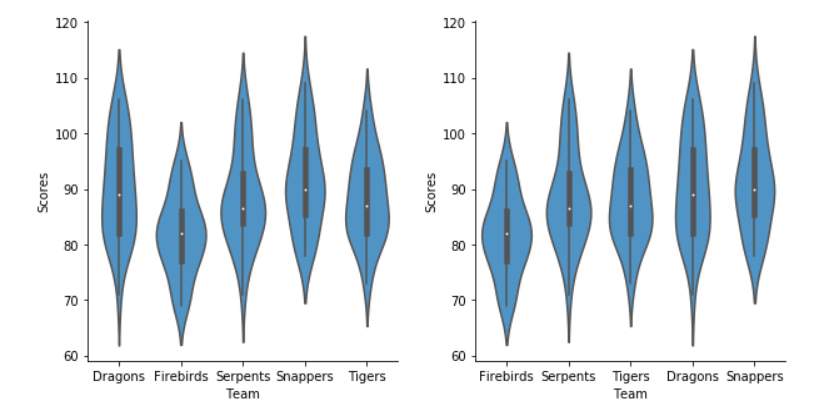 120
110
100
90
80
70
60
Scores
Dragons Firebirds Serpents Snappers Tigers
Team
120
110
100
90
80
70
60
Scores
Firebirds Serpents Tigers Dragons Snappers
Team